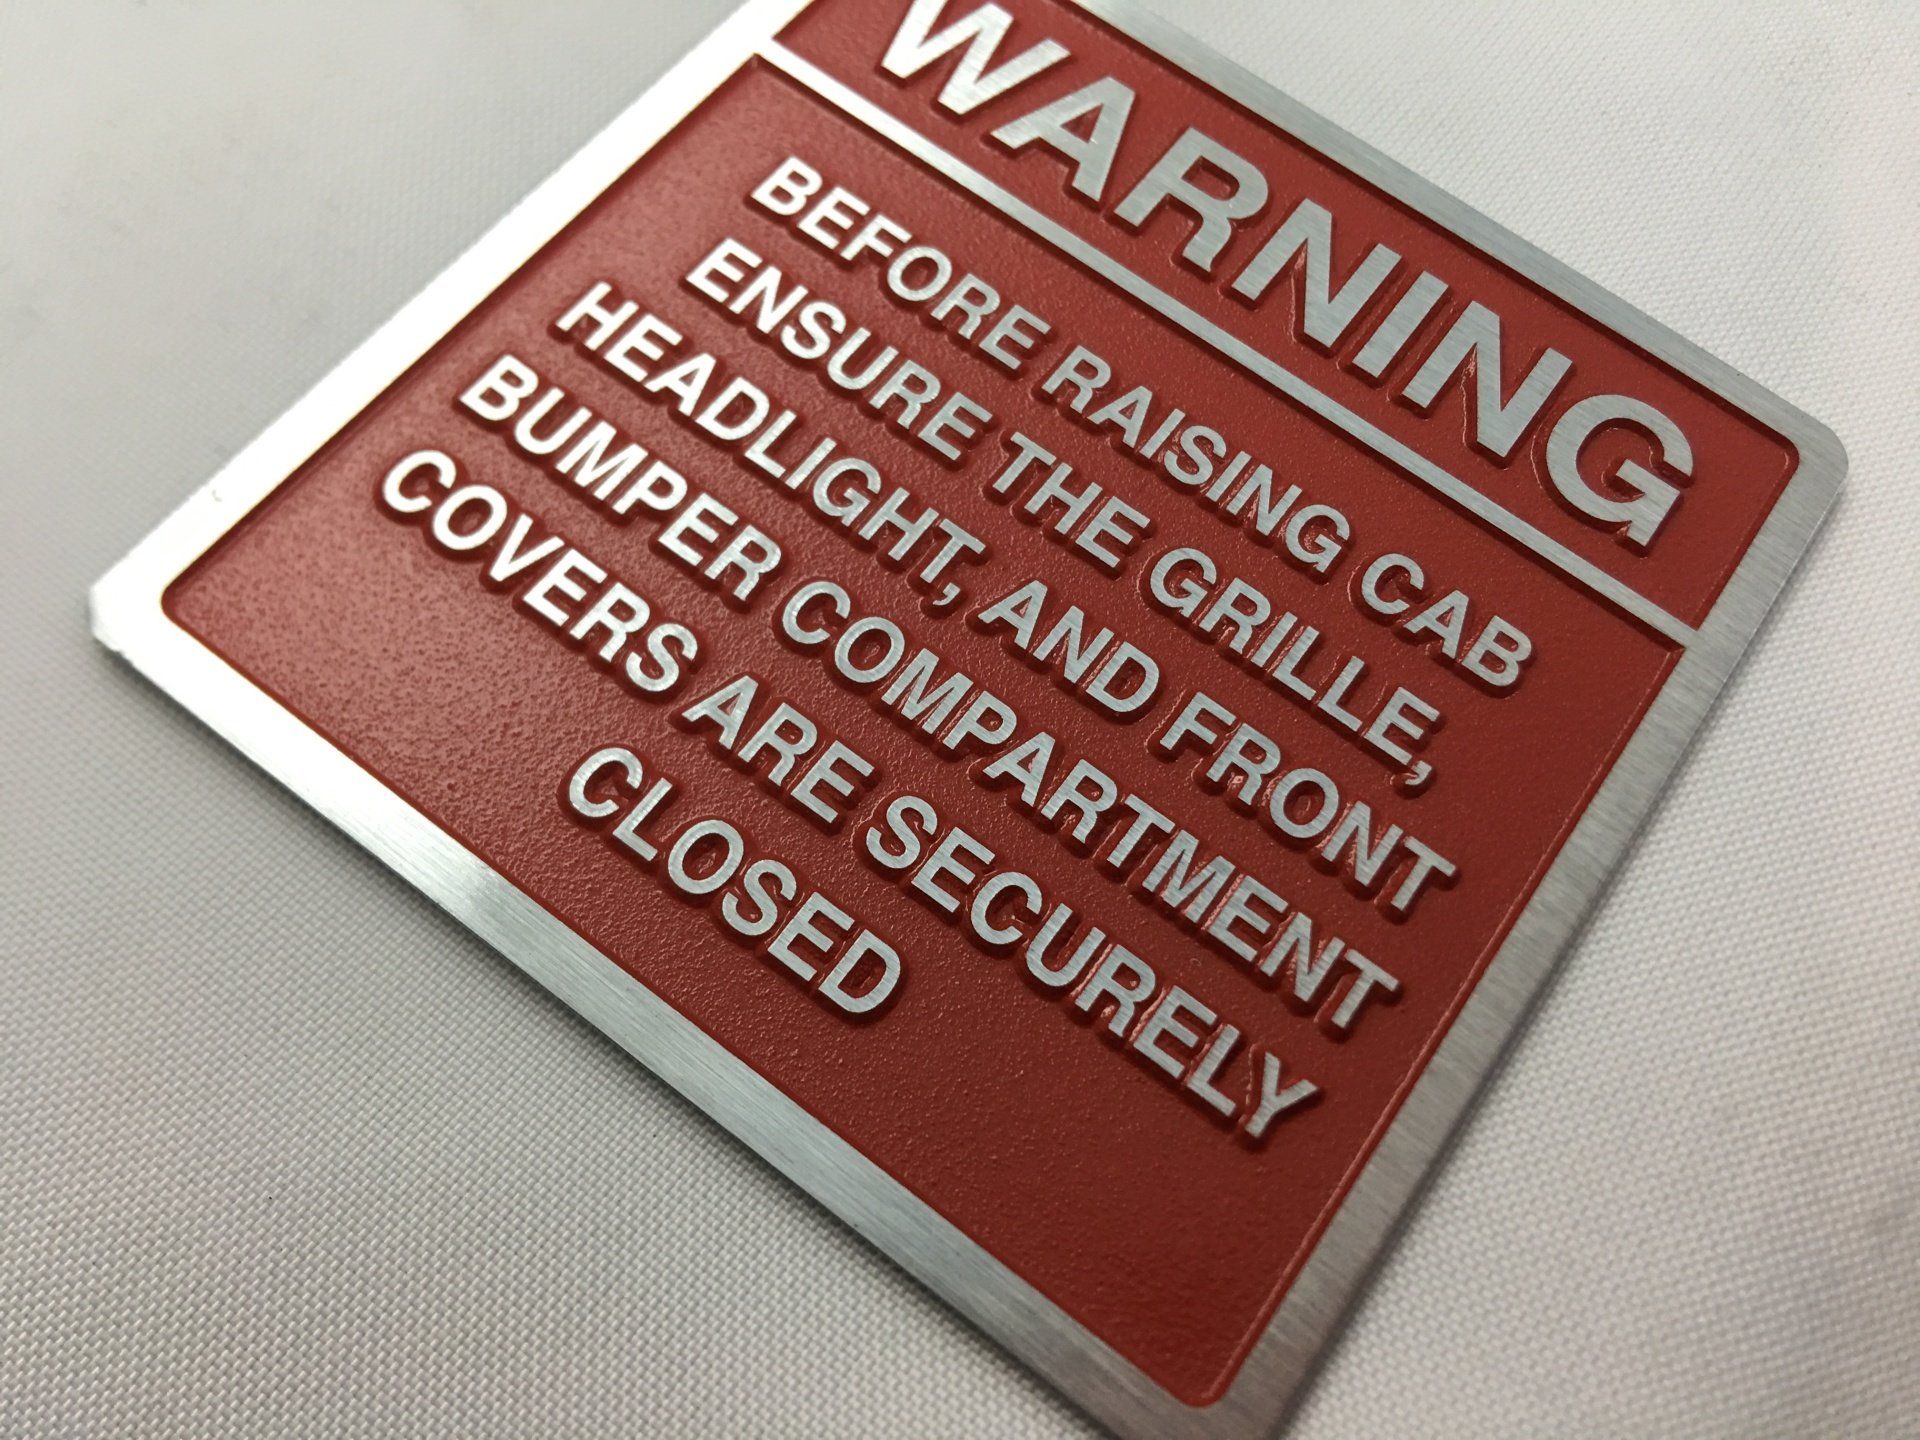 WARNING
BEFORE RAISING CAB
ENSURE THE GRILLE,
HEADLIGHT, AND FRONT
BUMPER COMPARTMENT
COVERS ARE SECURELY
CLOSED